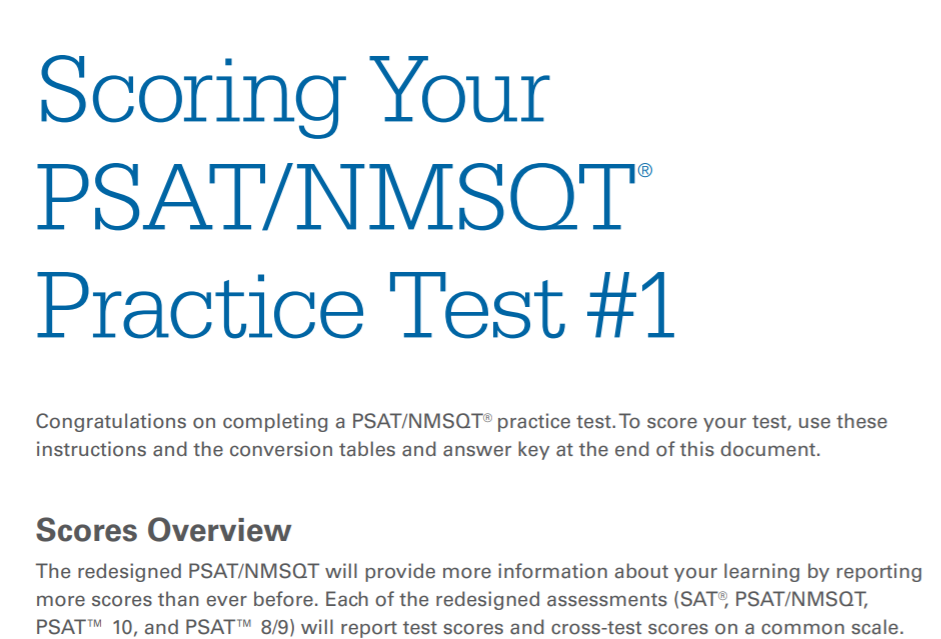 Scoring Your
PSAT/NMSQT®
Practice Test #1
Congratulations on completing a PSAT/NMSQT® practice test. To score your test, use these
instructions and the conversion tables and answer key at the end of this document.
Scores Overview
The redesigned PSAT/NMSQT will provide more information about your learning by reporting
more scores than ever before. Each of the redesigned assessments (SAT®, PSAT/NMSQT,
PSAT™ 10, and PSAT™ 8/9) will report test scores and cross-test scores on a common scale.